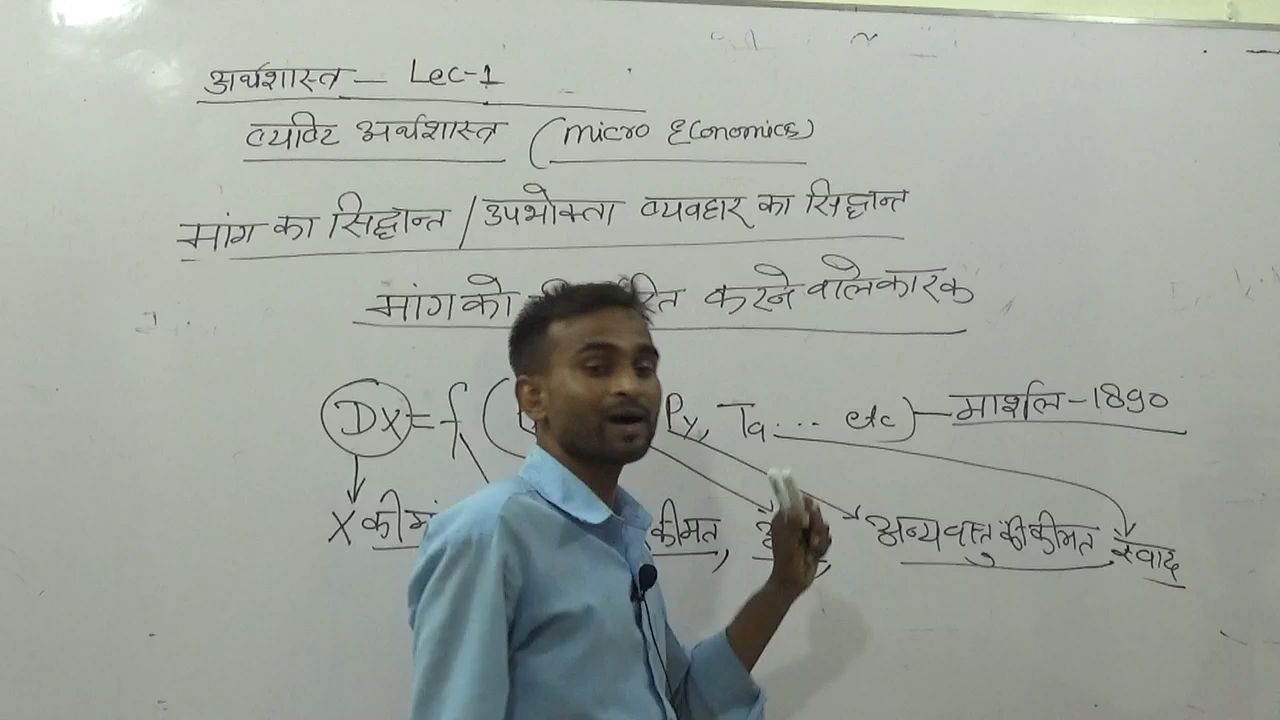 अर्थशास्त्र — Lec-1
व्यष्टि अर्थशास्त्र (Micro Economics)
मांग का सिद्धान्त / उपभोक्ता व्यवहार का सिद्धान्त
मांग को करने वाले कारक
DX = f ( Py, Ta .... etc) — मार्शल - 1890
X की कीमत, अन्य वस्तु की कीमत स्वाद